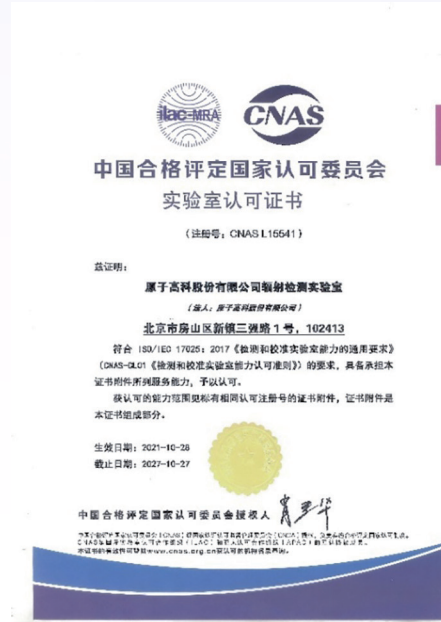 ilac-MRA
CNAS
中国合格评定国家认可委员会
实验室认可证书
（注册号：CNAS L15541）
兹证明：
原子高科股份有限公司辐射检测实验室
（法人：原子高科股份有限公司）
北京市房山区新镇三强路1号，102413
符合 ISO/IEC 17025：2017《检测和校准实验室能力的通用要求》
（CNAS-CL01《检测和校准实验室能力认可准则》）的要求，具备承担本
证书附件所列服务能力，予以认可。
获认可的能力范围见标有相同认可注册号的证书附件，证书附件是
本证书组成部分。
生效日期：2021-10-28
截止日期：2027-10-27
中国合格评定国家认可委员会授权人